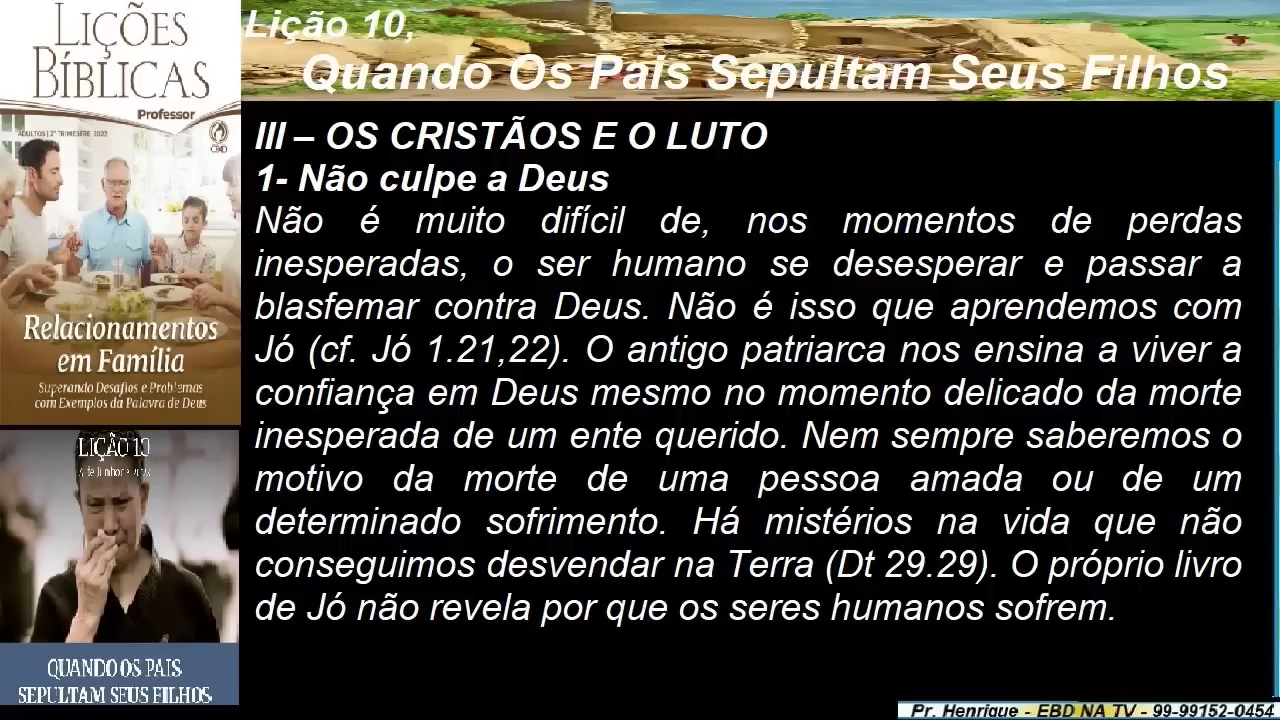 LIÇÕES
BÍBLICAS
Professor
ADULTOS | 2º TRIMESTRE 2023
CPAD
Relacionamentos
em Família
Superando Desafios e Problemas
com Exemplos da Palavra de Deus
LIÇÃO 10
QUANDO OS PAIS
SEPULTAM SEUS FILHOS
Lição 10,
Quando Os Pais Sepultam Seus Filhos
III – OS CRISTÃOS E O LUTO
1- Não culpe a Deus
Não é muito difícil de, nos momentos de perdas
inesperadas, o ser humano se desesperar e passar a
blasfemar contra Deus. Não é isso que aprendemos com
Jó (cf. Jó 1.21,22). O antigo patriarca nos ensina a viver a
confiança em Deus mesmo no momento delicado da morte
inesperada de um ente querido. Nem sempre saberemos o
motivo da morte de uma pessoa amada ou de um
determinado sofrimento. Há mistérios na vida que não
conseguimos desvendar na Terra (Dt 29.29). O próprio livro
de Jó não revela por que os seres humanos sofrem.
Pr. Henrique - EBD NA TV - 99-99152-0454